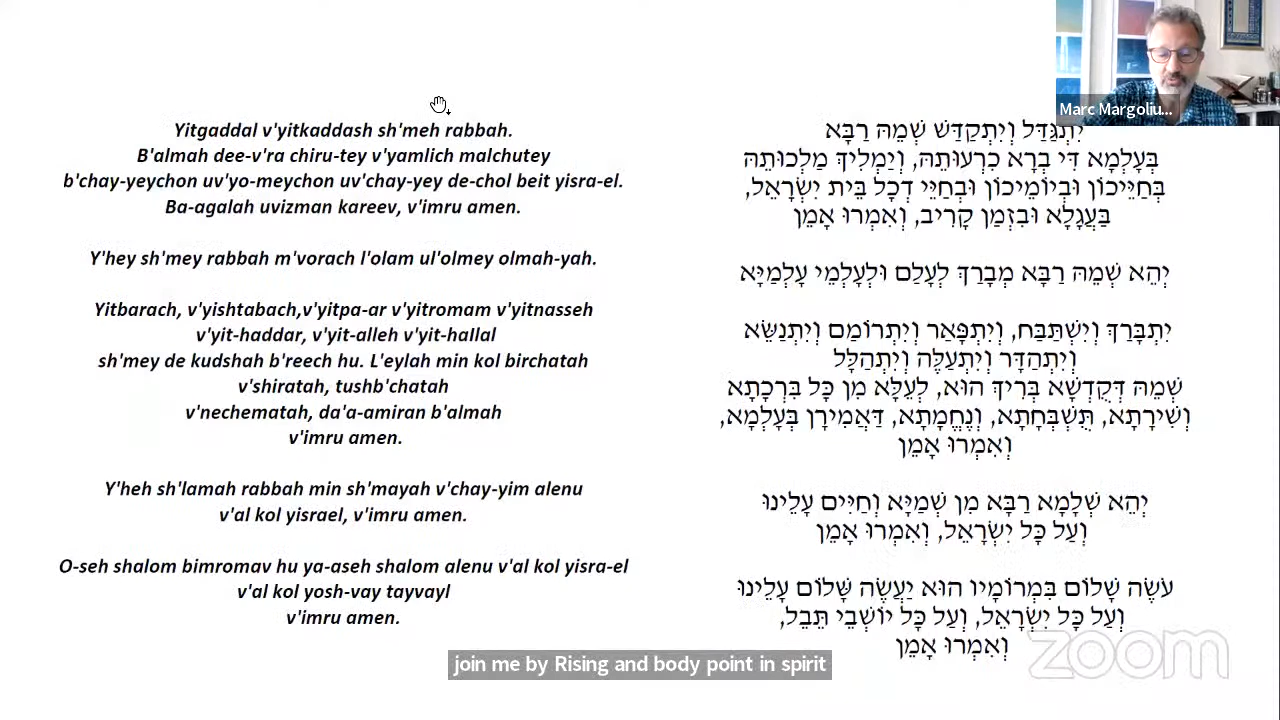 Marc Margoliu...
Yitgaddal v'yitkaddash sh'meh rabbah.
B'almah dee-v'ra chiru-tey v'yamlich malchutey
b'chay-yeychon uv'yo-meychon uv'chay-yey de-chol beit yisra-el.
Ba-agalah uvizman kareev, v'imru amen.
Y'hey sh'mey rabbah m'vorach l'olam ul'olmey olmah-yah.
Yitbarach, v'yishtabach,v'yitpa-ar v'yitromam v'yitnasseh
v'yit-haddar, v'yit-alleh v'yit-hallal
sh'mey de kudshah b'reech hu. L'eylah min kol birchatah
v'shiratah, tushb'chatah
v'nechematah, da'a-amiran b'almah
v'imru amen.
Y'heh sh'lamah rabbah min sh'mayah v'chay-yim alenu
v'al kol yisrael, v'imru amen.
O-seh shalom bimromav hu ya-aseh shalom alenu v'al kol yisra-el
v'al kol yosh-vay tayvayl
v'imru amen.
יִתְגַּדַּל וְיִתְקַדַּשׁ שְׁמֵהּ רַבָּא
בְּעָלְמָא דִּי בְרָא כִרְעוּתֵהּ, וְיַמְלִיךְ מַלְכוּתֵהּ
בְּחַיֵּיכוֹן וּבְיוֹמֵיכוֹן וּבְחַיֵּי דְכָל בֵּית יִשְׂרָאֵל,
בַּעֲגָלָא וּבִזְמַן קָרִיב, וְאִמְרוּ אָמֵן
יְהֵא שְׁמֵהּ רַבָּא מְבָרַךְ לְעָלַם וּלְעָלְמֵי עָלְמַיָּא
יִתְבָּרַךְ וְיִשְׁתַּבַּח, וְיִתְפָּאַר וְיִתְרוֹמַם וְיִתְנַשֵּׂא
וְיִתְהַדָּר וְיִתְעַלֶּה וְיִתְהַלָּל
שְׁמֵהּ דְּקֻדְשָׁא בְּרִיךְ הוּא, לְעֵלָּא מִן כָּל בִּרְכָתָא
וְשִׁירָתָא, תֻּשְׁבְּחָתָא, וְנֶחֱמָתָא, דַּאֲמִירָן בְּעָלְמָא,
וְאִמְרוּ אָמֵן
יְהֵא שְׁלָמָא רַבָּא מִן שְׁמַיָּא וְחַיִּים עָלֵינוּ
וְעַל כָּל יִשְׂרָאֵל, וְאִמְרוּ אָמֵן
עֹשֶׂה שָׁלוֹם בִּמְרוֹמָיו הוּא יַעֲשֶׂה שָּׁלוֹם עָלֵינוּ
וְעַל כָּל יִשְׂרָאֵל, וְעַל כָּל יוֹשְׁבֵי תֵּבֵל,
וְאִמְרוּ אָמֵן
join me by Rising and body point in spirit
zoom